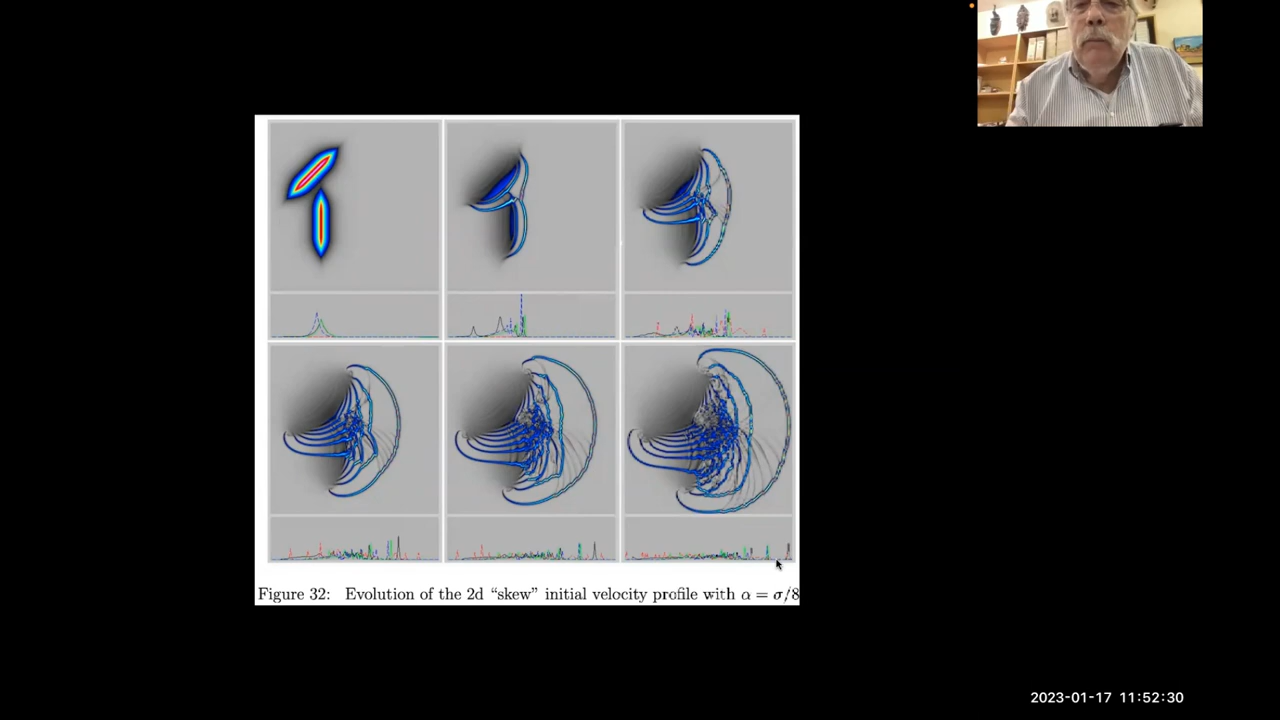 Figure 32: Evolution of the 2d “skew” initial velocity profile with α = σ/8
2023-01-17 11:52:30